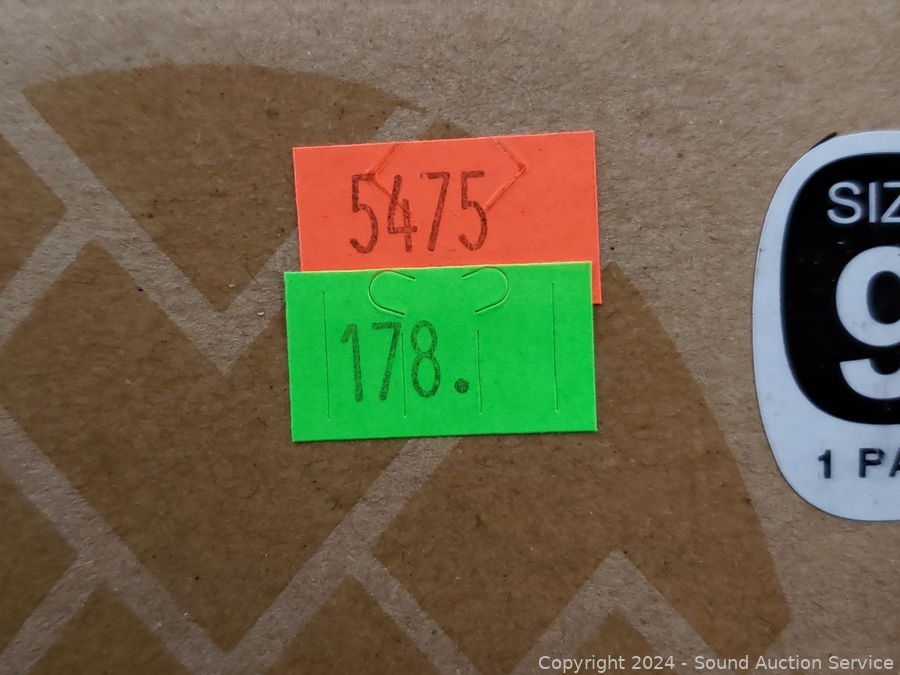 5475
178.
SIZ
9
1 PA
Copyright 2024 - Sound Auction Service